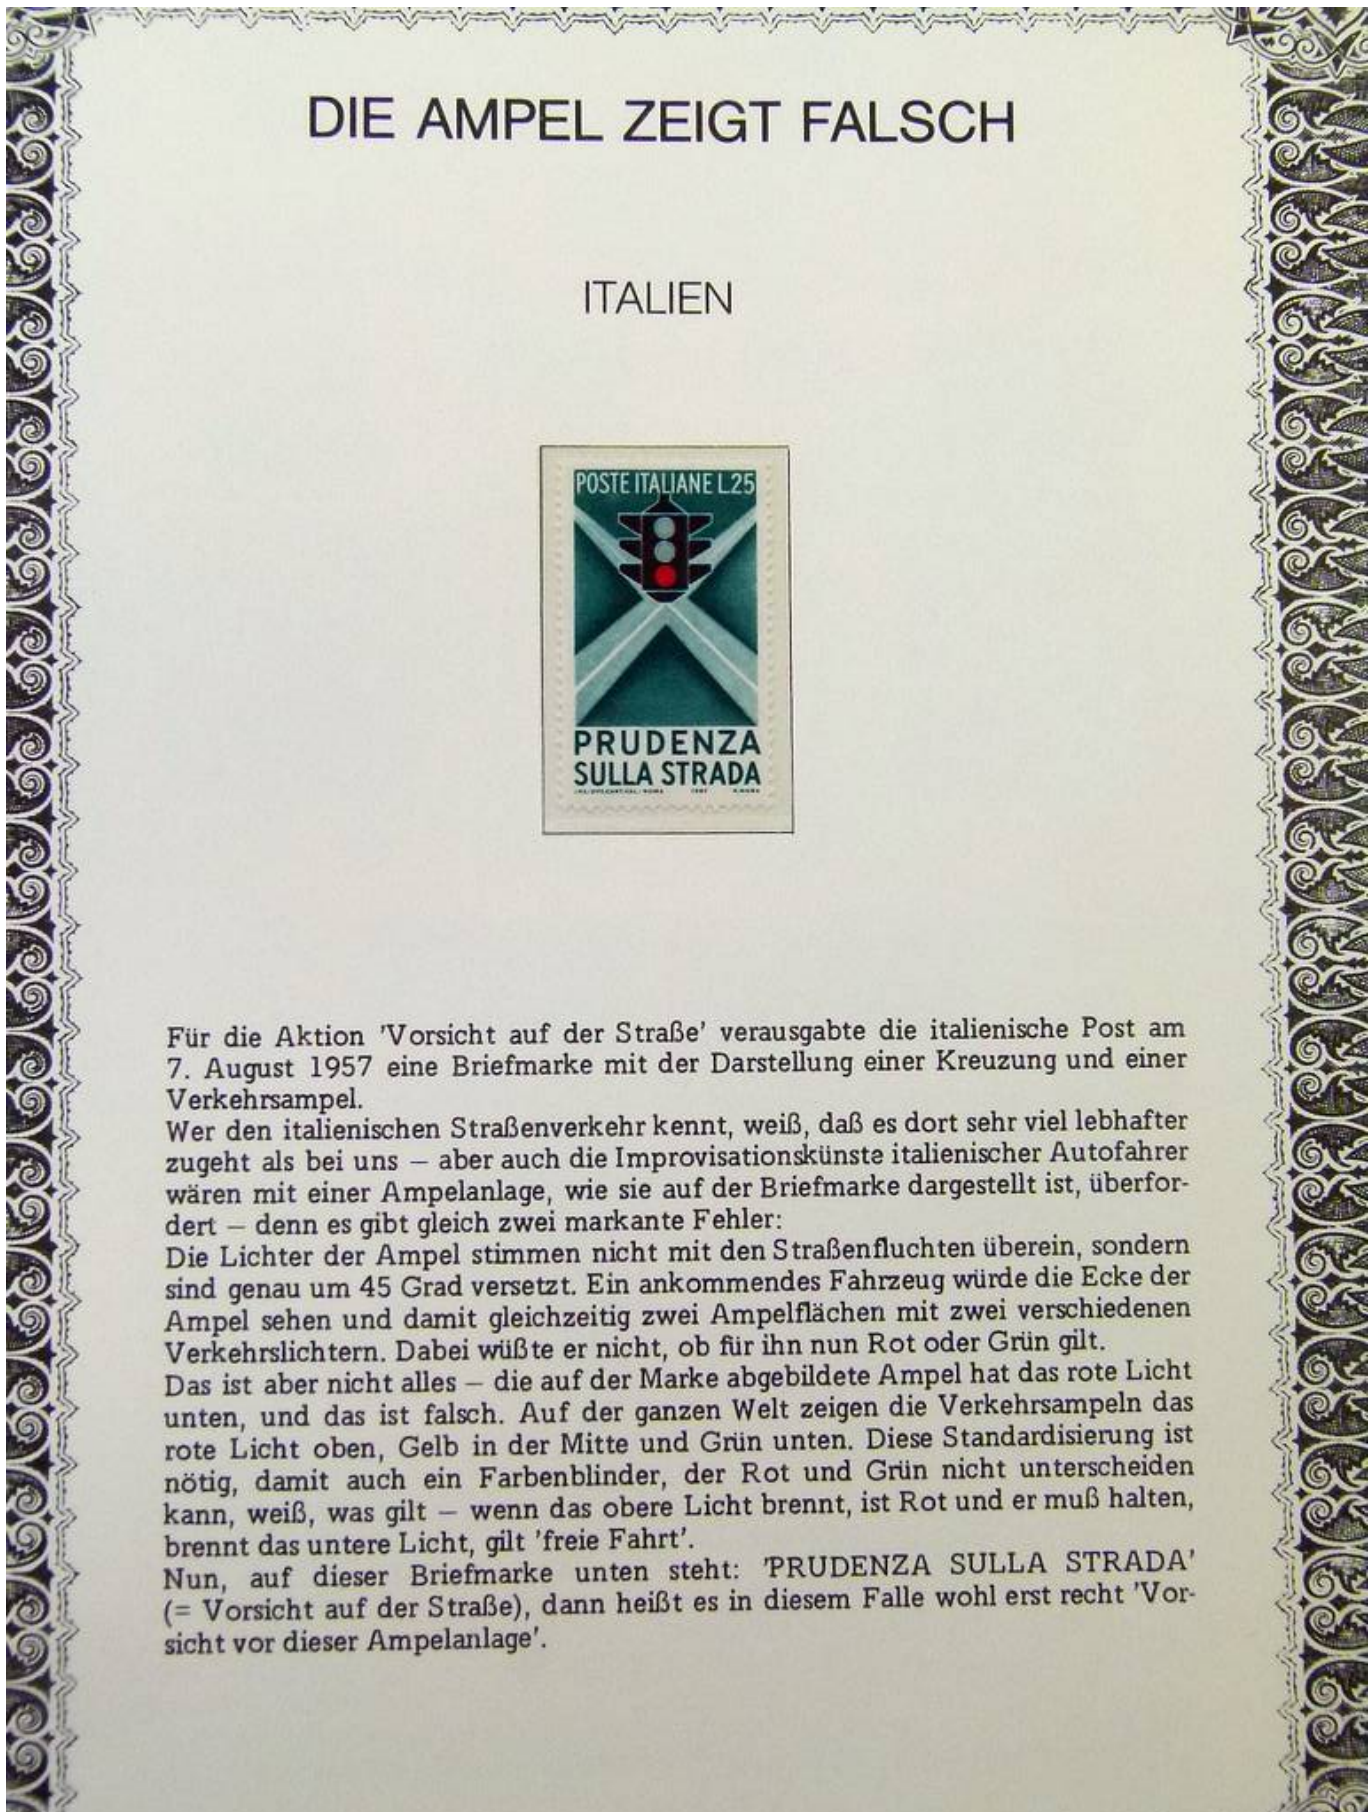 DIE AMPEL ZEIGT FALSCH
ITALIEN
POSTE ITALIANE L.25
PRUDENZA
SULLA STRADA
Für die Aktion 'Vorsicht auf der Straße' verausgabte die italienische Post am
7. August 1957 eine Briefmarke mit der Darstellung einer Kreuzung und einer
Verkehrsampel.
Wer den italienischen Straßenverkehr kennt, weiß, daß es dort sehr viel lebhafter
zugeht als bei uns — aber auch die Improvisationskünste italienischer Autofahrer
wären mit einer Ampelanlage, wie sie auf der Briefmarke dargestellt ist, überfor-
dert — denn es gibt gleich zwei markante Fehler:
Die Lichter der Ampel stimmen nicht mit den Straßenfluchten überein, sondern
sind genau um 45 Grad versetzt. Ein ankommendes Fahrzeug würde die Ecke der
Ampel sehen und damit gleichzeitig zwei Ampelflächen mit zwei verschiedenen
Verkehrslichtern. Dabei wüßte er nicht, ob für ihn nun Rot oder Grün gilt.
Das ist aber nicht alles — die auf der Marke abgebildete Ampel hat das rote Licht
unten, und das ist falsch. Auf der ganzen Welt zeigen die Verkehrsampeln das
rote Licht oben, Gelb in der Mitte und Grün unten. Diese Standardisierung ist
nötig, damit auch ein Farbenblinder, der Rot und Grün nicht unterscheiden
kann, weiß, was gilt — wenn das obere Licht brennt, ist Rot und er muß halten,
brennt das untere Licht, gilt 'freie Fahrt'.
Nun, auf dieser Briefmarke unten steht: 'PRUDENZA SULLA STRADA'
(= Vorsicht auf der Straße), dann heißt es in diesem Falle wohl erst recht 'Vor-
sicht vor dieser Ampelanlage'.